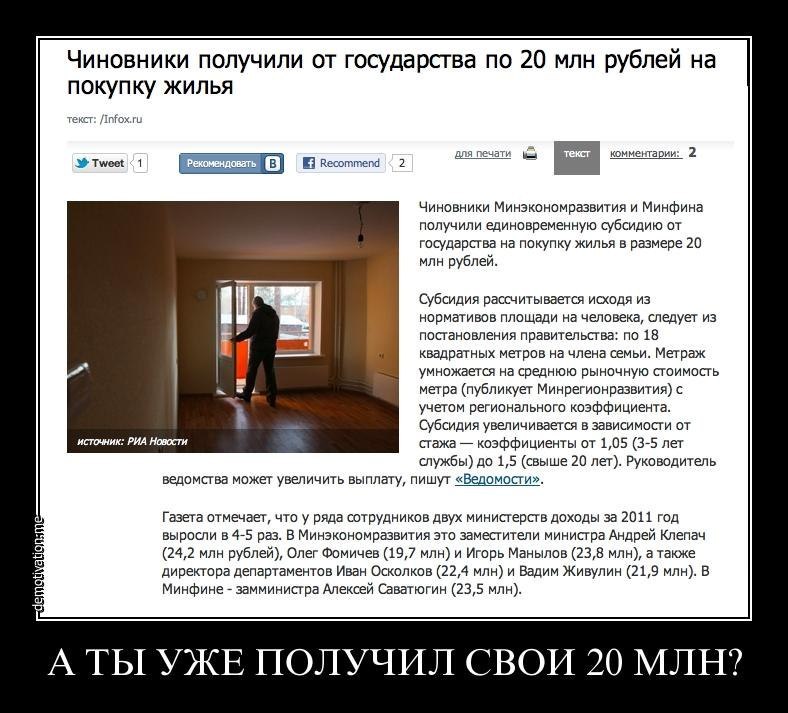 Чиновники получили от государства по 20 млн рублей на
покупку жилья
текст: /Infox.ru
Tweet 1
Рекомендовать В
Recommend 2
для печати
текст
комментарии: 2
источник: РИА Новости
Чиновники Минэкономразвития и Минфина
получили единовременную субсидию от
государства на покупку жилья в размере 20
млн рублей.
Субсидия рассчитывается исходя из
нормативов площади на человека, следует из
постановления правительства: по 18
квадратных метров на члена семьи. Метраж
умножается на среднюю рыночную стоимость
метра (публикует Минрегионразвития) с
учетом регионального коэффициента.
Субсидия увеличивается в зависимости от
стажа — коэффициенты от 1,05 (3-5 лет
службы) до 1,5 (свыше 20 лет). Руководитель
ведомства может увеличить выплату, пишут «Ведомости».
Газета отмечает, что у ряда сотрудников двух министерств доходы за 2011 год
выросли в 4-5 раз. В Минэкономразвития это заместители министра Андрей Клепач
(24,2 млн рублей), Олег Фомичев (19,7 млн) и Игорь Манылов (23,8 млн), а также
директора департаментов Иван Осколков (22,4 млн) и Вадим Живулин (21,9 млн). В
Минфине - замминистра Алексей Саватюгин (23,5 млн).
demotivation.me
А ТЫ УЖЕ ПОЛУЧИЛ СВОИ 20 МЛН?